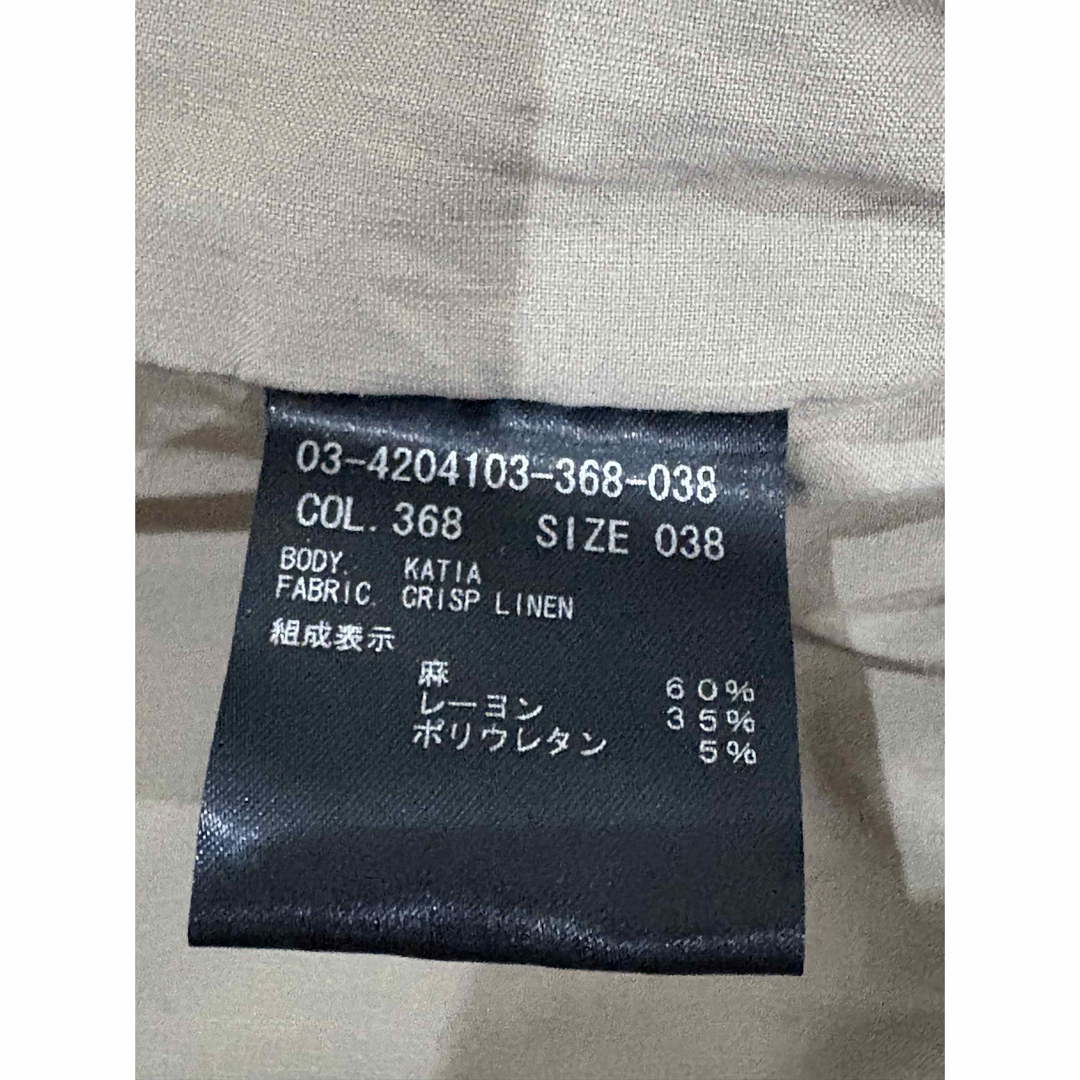 03-4204103-368-038
COL. 368 SIZE 038
BODY. KATIA
FABRIC. CRISP LINEN
組成表示
麻 60%
レーヨン 35%
ポリウレタン 5%